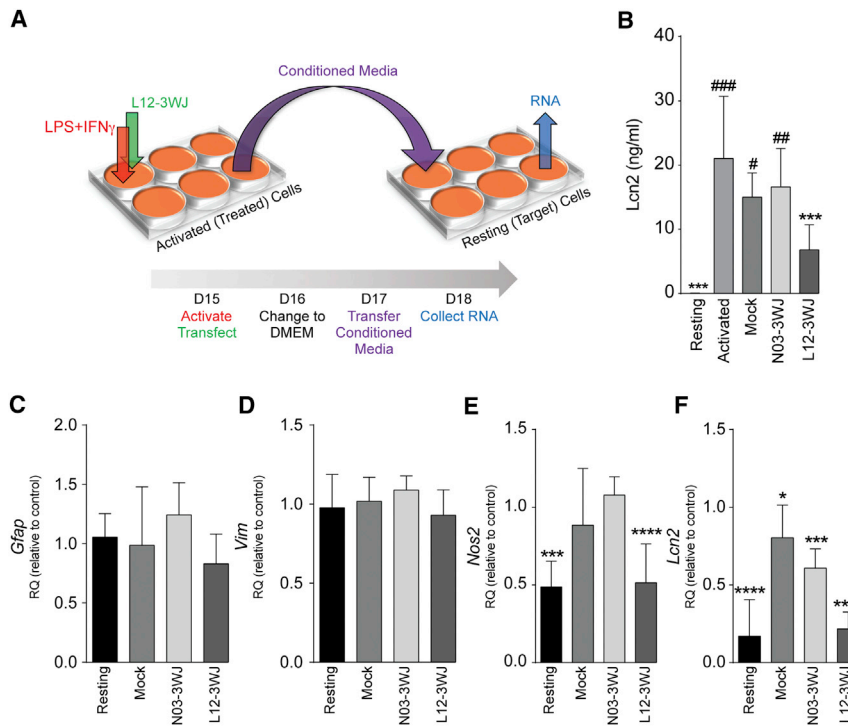 A
Conditioned Media
L12-3WJ
LPS+IFNγ
RNA
Activated (Treated) Cells
Resting (Target) Cells
D15
Activate
Transfect
D16
Change to
DMEM
D17
Transfer
Conditioned
Media
D18
Collect RNA
B
Lcn2 (ng/ml)
40
30
20
10
0
***
###
#
##
***
Resting
Activated
Mock
N03-3WJ
L12-3WJ
C
Gfap
RQ (relative to control)
2.0
1.5
1.0
0.5
0.0
Resting
Mock
N03-3WJ
L12-3WJ
D
Vim
RQ (relative to control)
1.5
1.0
0.5
0.0
Resting
Mock
N03-3WJ
L12-3WJ
E
Nos2
RQ (relative to control)
1.5
1.0
0.5
0.0
***
****
Resting
Mock
N03-3WJ
L12-3WJ
F
Lcn2
RQ (relative to control)
1.5
1.0
0.5
0.0
****
*
***
Resting
Mock
N03-3WJ
L12-3WJ